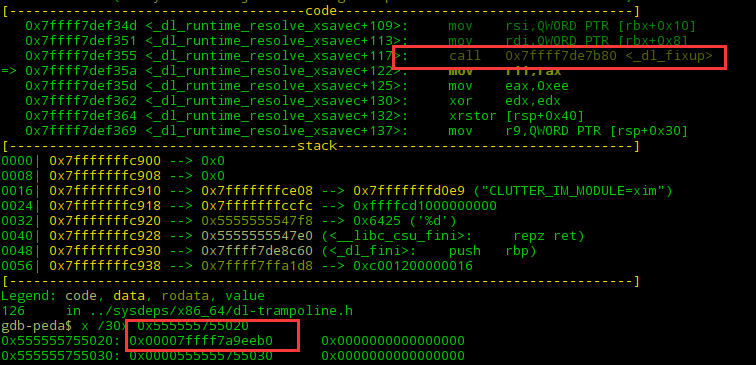 [-------------------------------------code-------------------------------------]
0x7ffff7def34d <_dl_runtime_resolve_xsavec+109>: mov rsi,QWORD PTR [rbx+0x10]
0x7ffff7def351 <_dl_runtime_resolve_xsavec+113>: mov rdi,QWORD PTR [rbx+0x8]
0x7ffff7def355 <_dl_runtime_resolve_xsavec+117>: call 0x7ffff7de7b80 <_dl_fixup>
=> 0x7ffff7def35a <_dl_runtime_resolve_xsavec+122>: mov r11,rax
0x7ffff7def35d <_dl_runtime_resolve_xsavec+125>: mov eax,0xee
0x7ffff7def362 <_dl_runtime_resolve_xsavec+130>: xor edx,edx
0x7ffff7def364 <_dl_runtime_resolve_xsavec+132>: xrstor [rsp+0x40]
0x7ffff7def369 <_dl_runtime_resolve_xsavec+137>: mov r9,QWORD PTR [rsp+0x30]
[------------------------------------stack-------------------------------------]
0000| 0x7fffffffc900 --> 0x0
0008| 0x7fffffffc908 --> 0x0
0016| 0x7fffffffc910 --> 0x7fffffffce08 --> 0x7fffffffd0e9 ("CLUTTER_IM_MODULE=xim")
0024| 0x7fffffffc918 --> 0x7fffffffccfc --> 0xffffcd1000000000
0032| 0x7fffffffc920 --> 0x5555555547f8 --> 0x6425 ('%d')
0040| 0x7fffffffc928 --> 0x5555555547e0 (<__libc_csu_fini>: repz ret)
0048| 0x7fffffffc930 --> 0x7ffff7de8c60 (<_dl_fini>: push rbp)
0056| 0x7fffffffc938 --> 0x7ffff7ffa1d8 --> 0xc001200000016
[------------------------------------------------------------------------------]
Legend: code, data, rodata, value
126 in ../sysdeps/x86_64/dl-trampoline.h
gdb-peda$ x /30x 0x555555755020
0x555555755020: 0x00007ffff7a9eeb0 0x0000000000000000
0x555555755030: 0x0000555555755030 0x0000000000000000